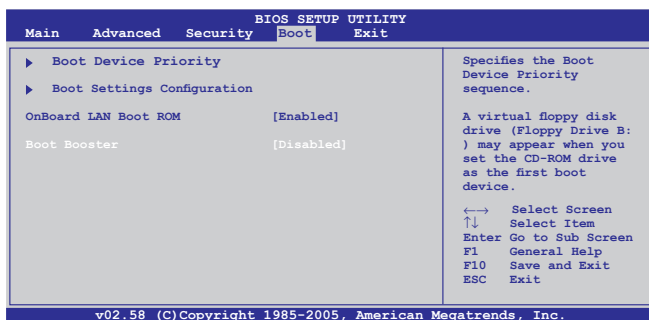 BIOS SETUP UTILITY
Main Advanced Security Boot Exit
Boot Device Priority
Boot Settings Configuration
OnBoard LAN Boot ROM [Enabled]
Boot Booster [Disabled]
Specifies the Boot
Device Priority
sequence.
A virtual floppy disk
drive (Floppy Drive B:
) may appear when you
set the CD-ROM drive
as the first boot
device.
←→ Select Screen
↑↓ Select Item
Enter Go to Sub Screen
F1 General Help
F10 Save and Exit
ESC Exit
v02.58 (C)Copyright 1985-2005, American Megatrends, Inc.